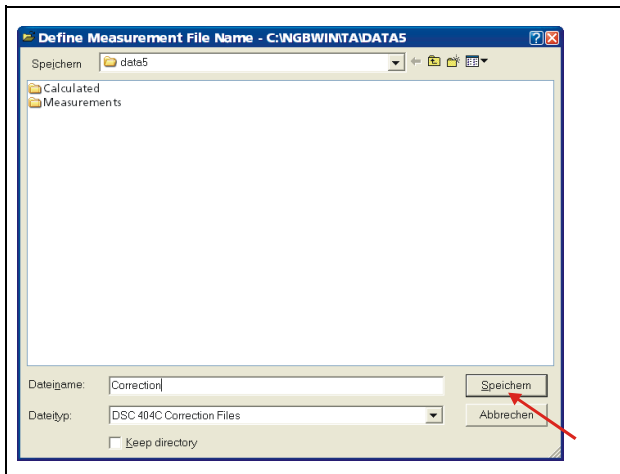 Define Measurement File Name - C:\NGBWIN\TA\DATA5
Speichern data5
Calculated
Measurements
Dateiname: Correction Speichern
Dateityp: DSC 404C Correction Files Abbrechen
Keep directory